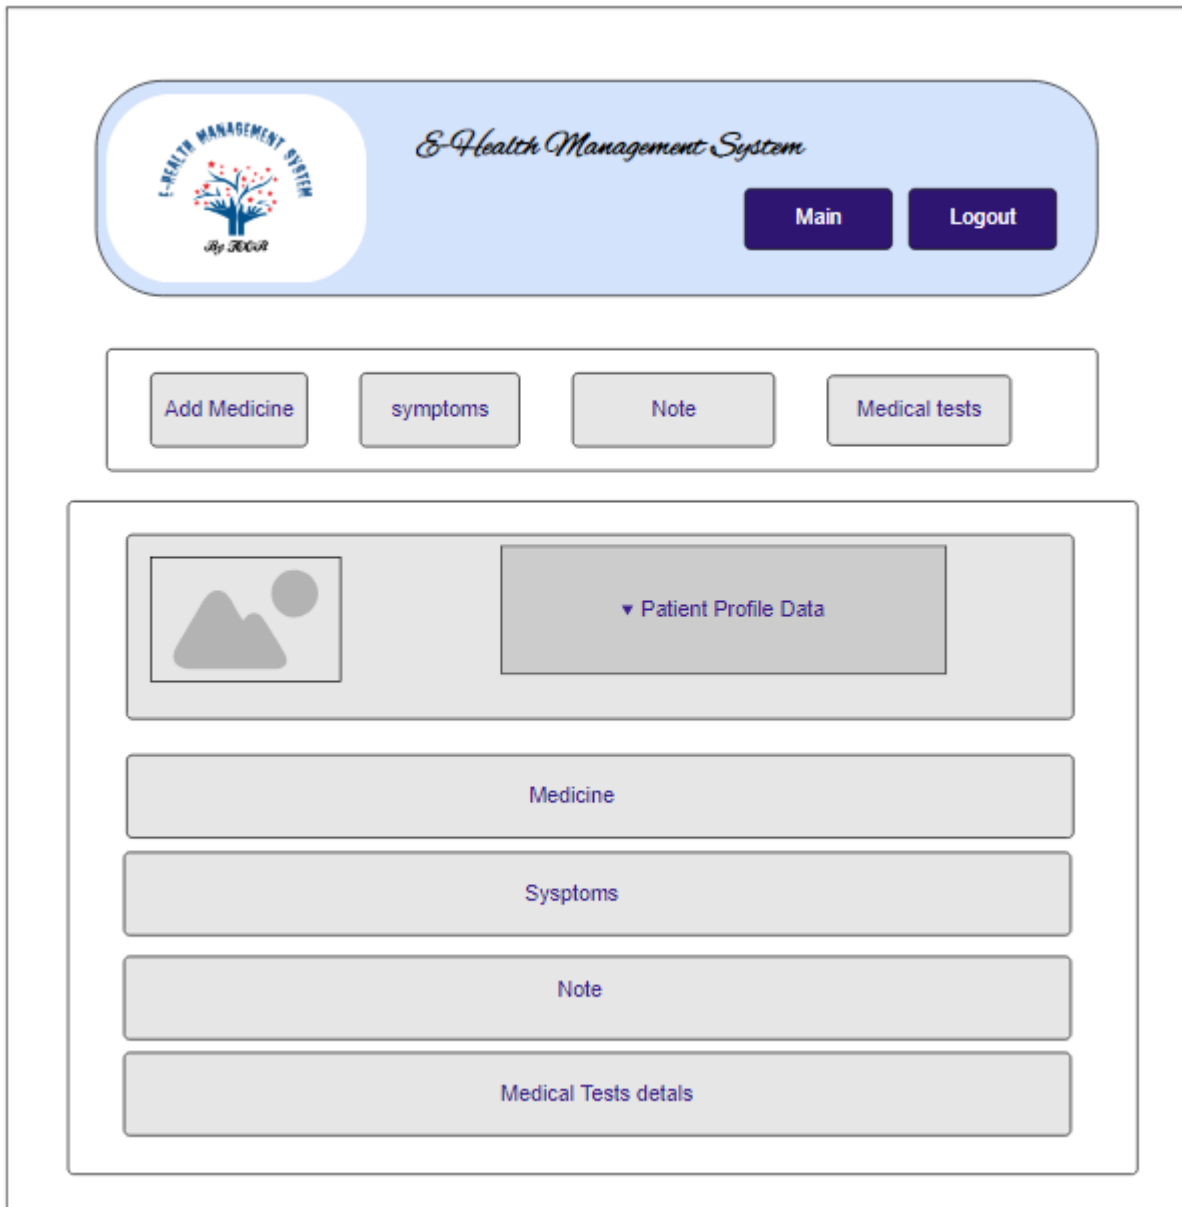 E-HEALTH MANAGEMENT SYSTEM
E-Health Management System
Main
Logout
Add Medicine
symptoms
Note
Medical tests
▾ Patient Profile Data
Medicine
Sysptoms
Note
Medical Tests detals